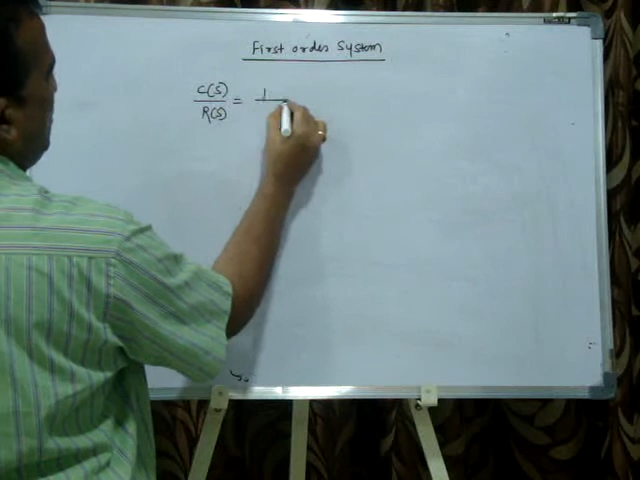 First order System
C(S)
R(S)
= 1